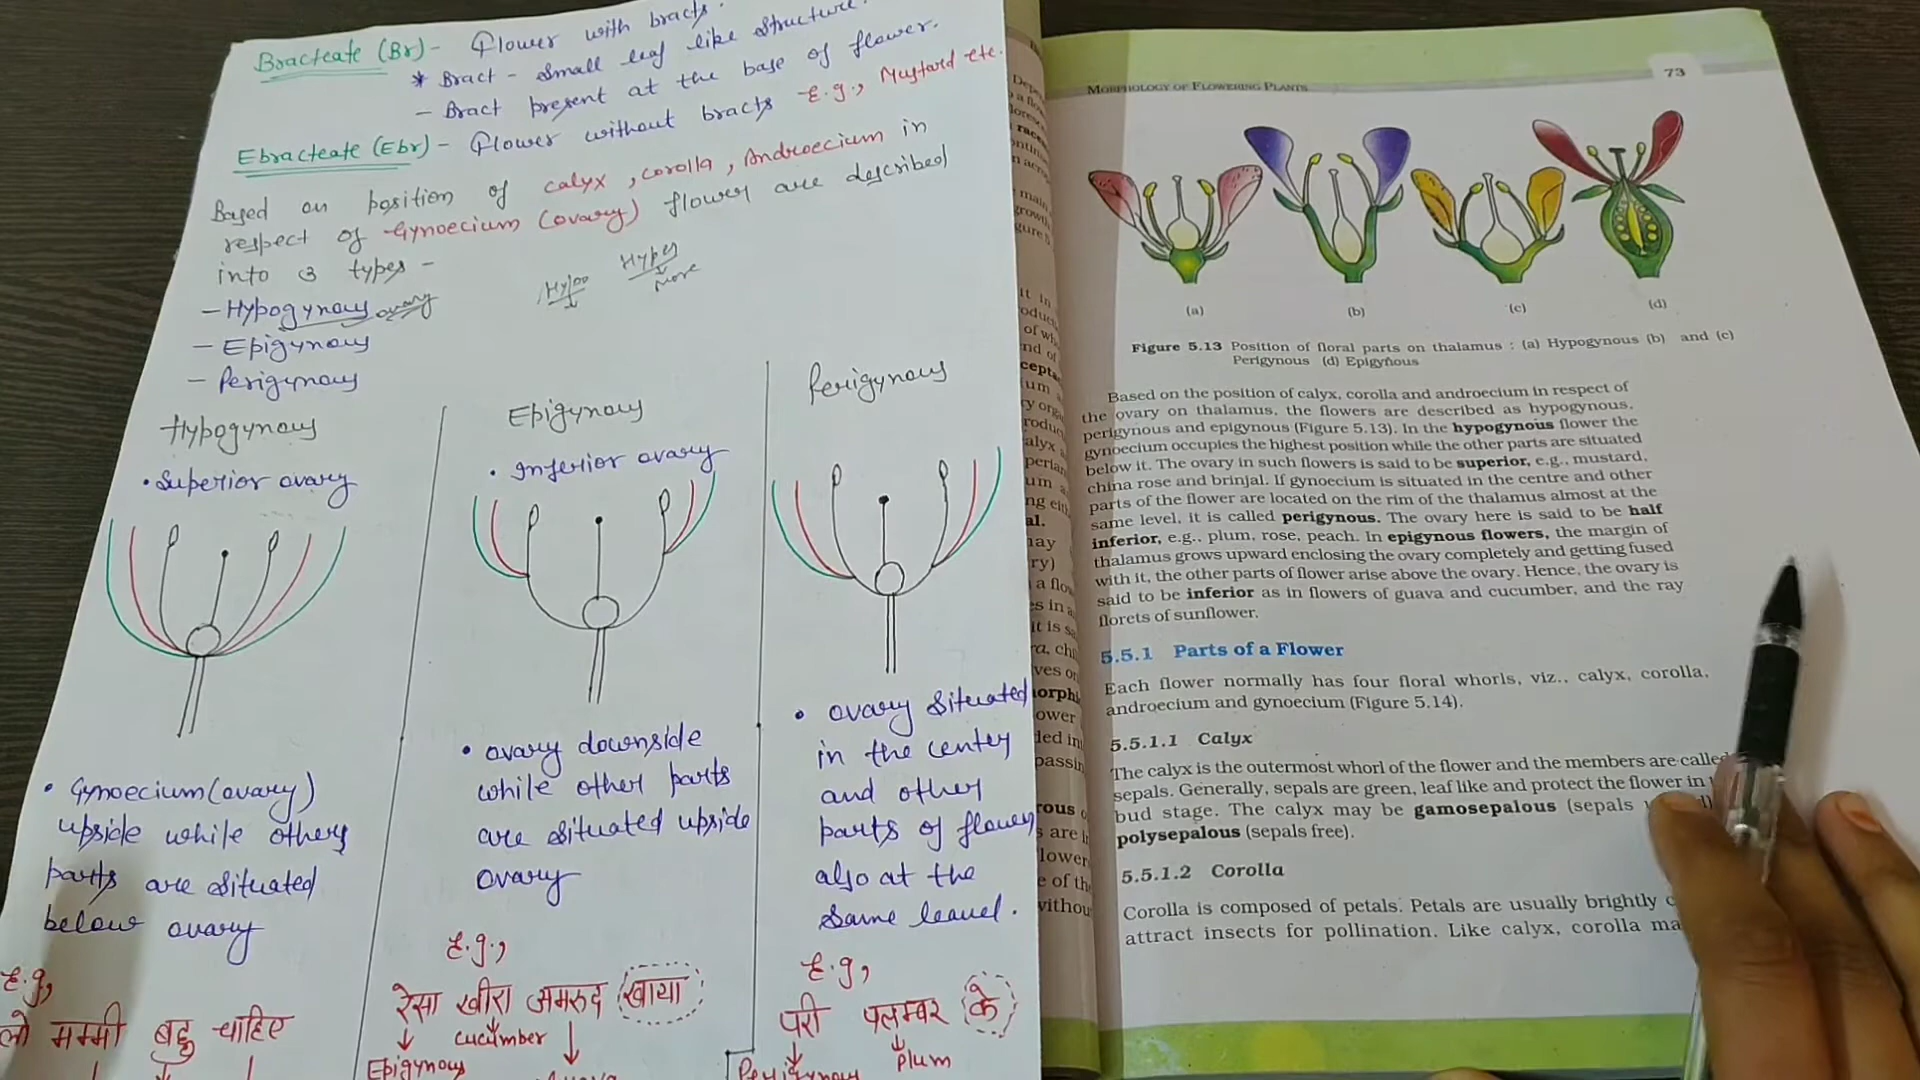 Bracteate (Br) - Flower with bracts.
* Bract - small leaf like structure.
- Bract present at the base of flower.
Ebracteate (Ebr) - Flower without bracts E.g., Mustard etc.
Based on position of calyx, corolla, Androecium in
respect of Gynoecium (ovary) flower are described
into 3 types -
- Hypogynous ovary
Hypo
Hyper
More
- Epigynous
- Perigynous
Hypogynous
• Superior ovary
• Gynoecium (ovary)
upside while others
parts are situated
below ovary
E.g,
लो मम्मी बहु चाहिए
Epigynous
• Inferior ovary
• ovary downside
while other parts
are situated upside
ovary
E.g.,
रेसा खीरा अमरुद खाया
cucumber
Epigynous
Perigynous
• ovary situated
in the center
and other
parts of flower
also at the
same leavel.
E.g,
परी पलम्बर के
Plum
Perigynous
MORPHOLOGY OF FLOWERING PLANTS
73
(a)
(b)
(c)
(d)
Figure 5.13 Position of floral parts on thalamus : (a) Hypogynous (b) and (c)
Perigynous (d) Epigynous
Based on the position of calyx, corolla and androecium in respect of
the ovary on thalamus, the flowers are described as hypogynous,
perigynous and epigynous (Figure 5.13). In the hypogynous flower the
gynoecium occupies the highest position while the other parts are situated
below it. The ovary in such flowers is said to be superior, e.g., mustard,
china rose and brinjal. If gynoecium is situated in the centre and other
parts of the flower are located on the rim of the thalamus almost at the
same level, it is called perigynous. The ovary here is said to be half
inferior, e.g., plum, rose, peach. In epigynous flowers, the margin of
thalamus grows upward enclosing the ovary completely and getting fused
with it, the other parts of flower arise above the ovary. Hence, the ovary is
said to be inferior as in flowers of guava and cucumber, and the ray
florets of sunflower.
5.5.1 Parts of a Flower
Each flower normally has four floral whorls, viz., calyx, corolla,
androecium and gynoecium (Figure 5.14).
5.5.1.1 Calyx
The calyx is the outermost whorl of the flower and the members are called
sepals. Generally, sepals are green, leaf like and protect the flower in
bud stage. The calyx may be gamosepalous (sepals
polysepalous (sepals free).
5.5.1.2 Corolla
Corolla is composed of petals. Petals are usually brightly
attract insects for pollination. Like calyx, corolla